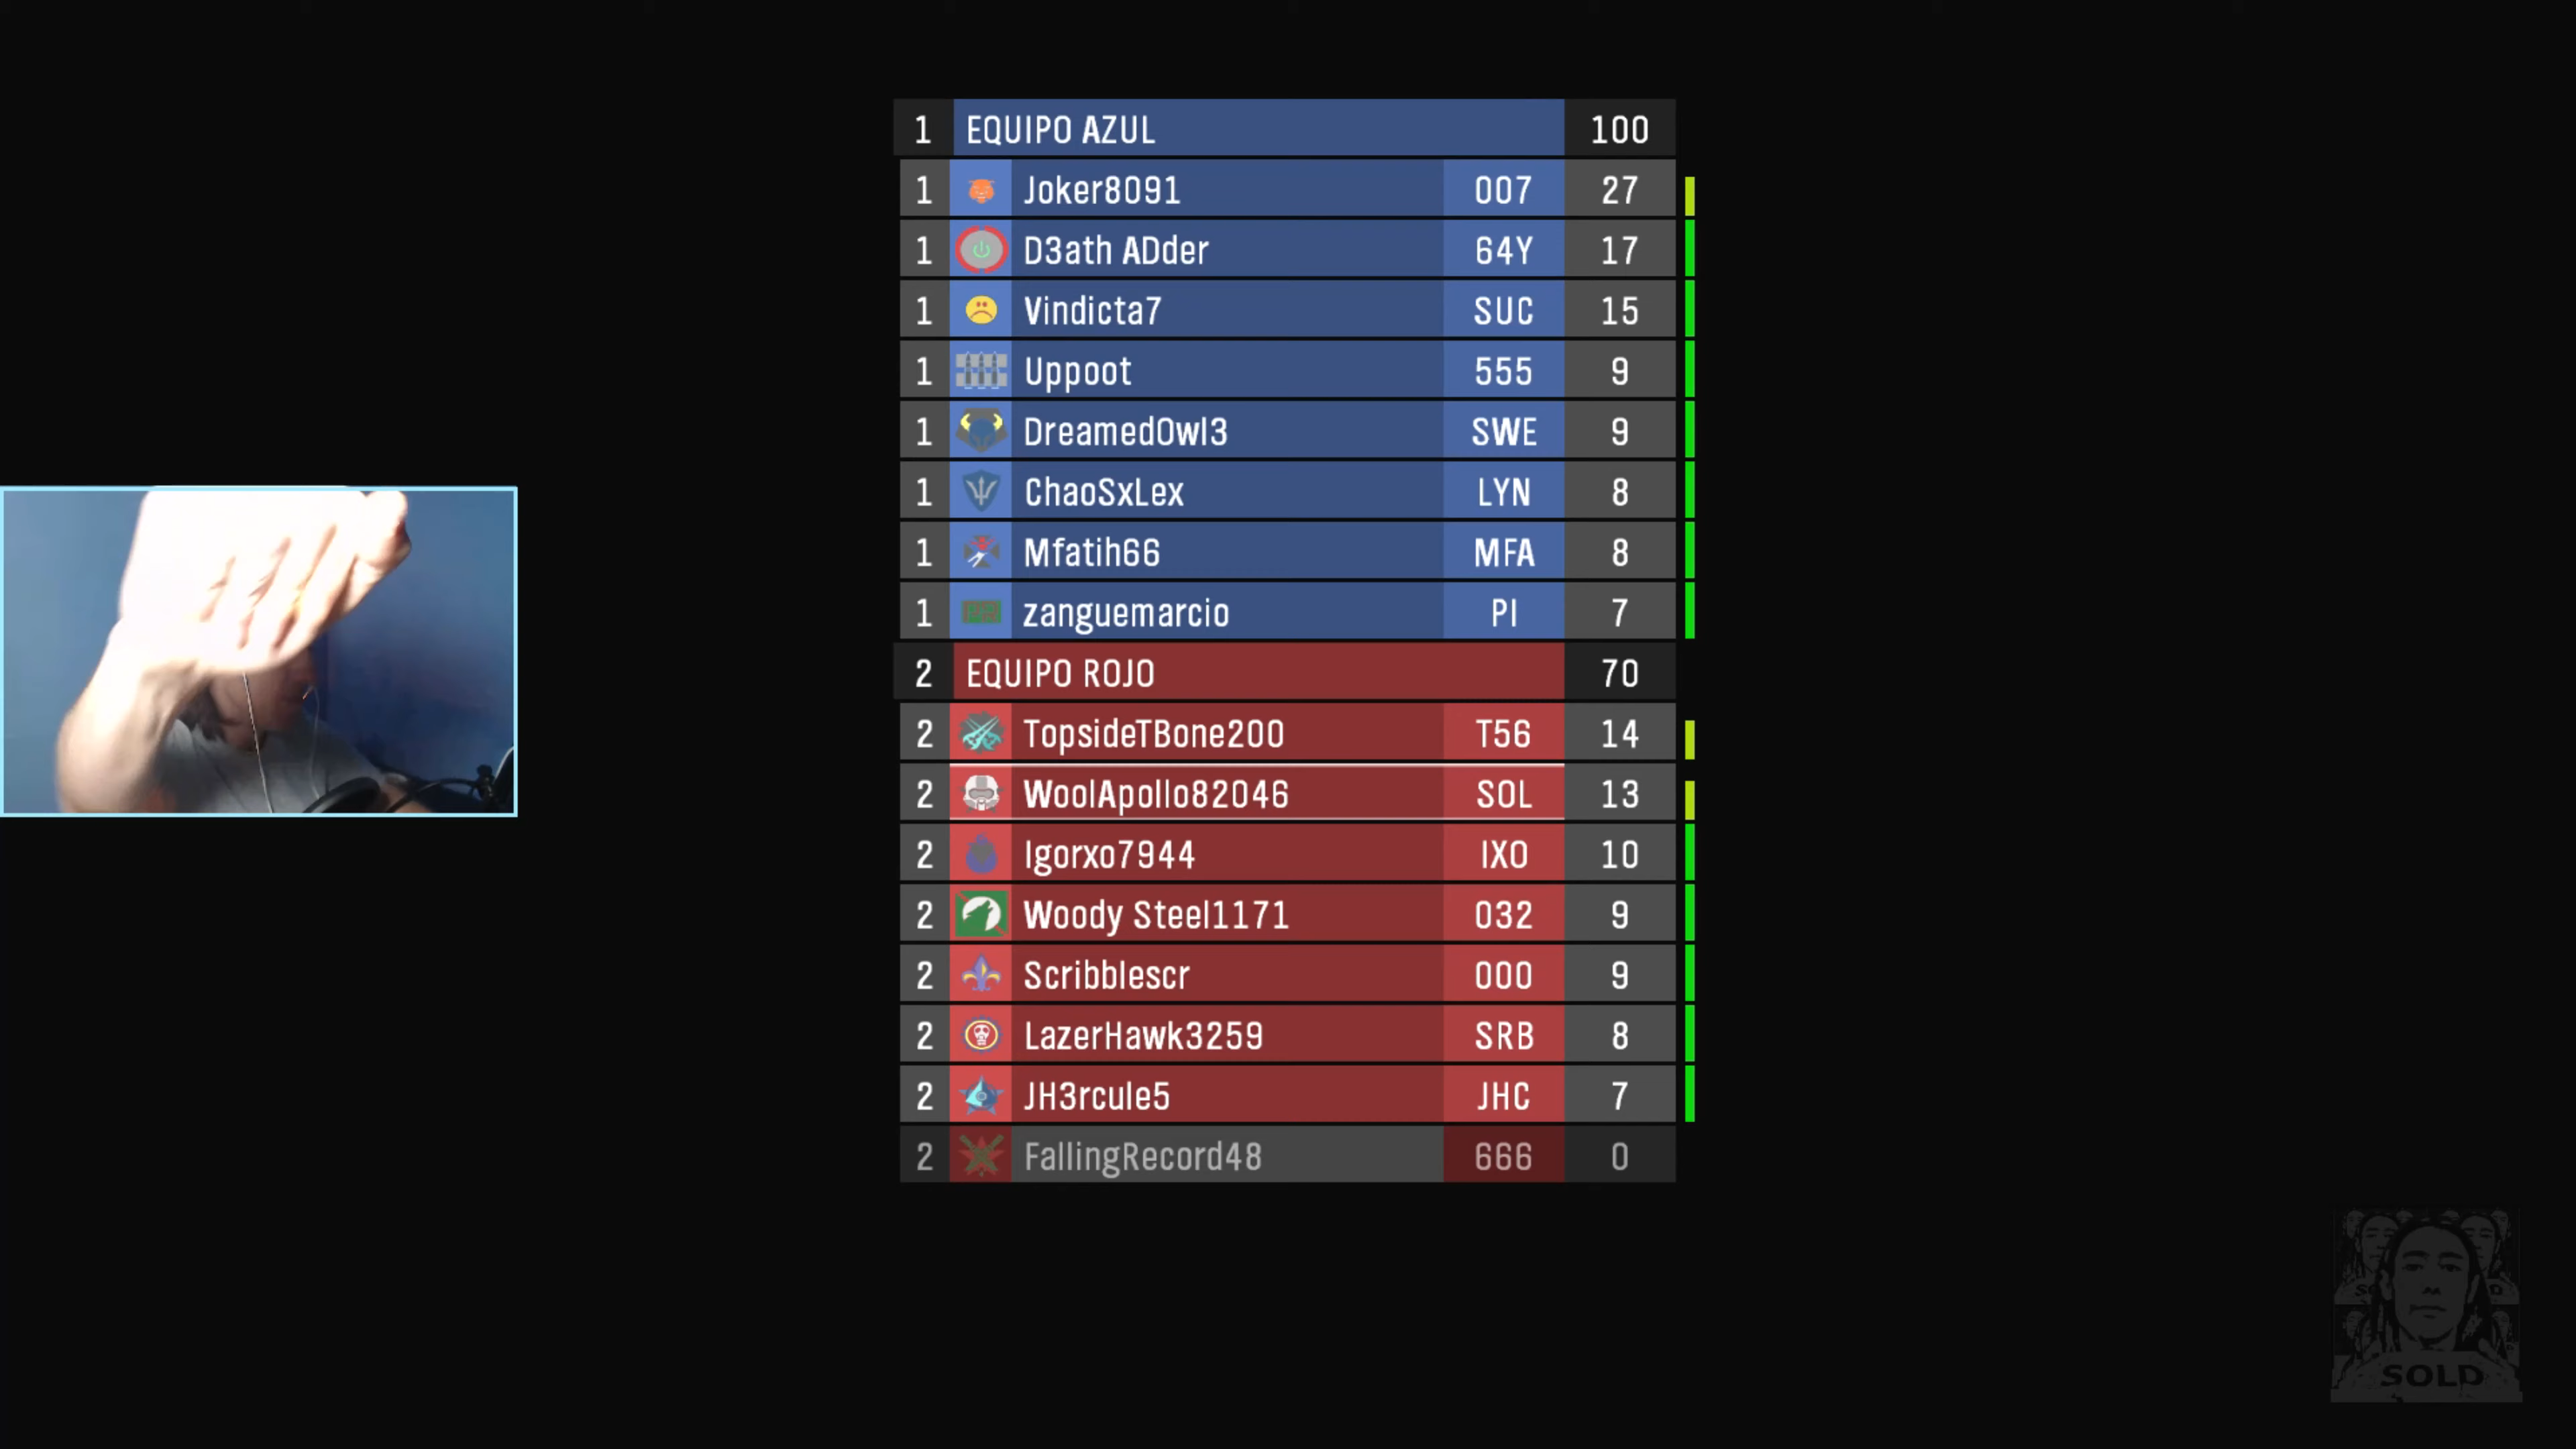 1 EQUIPO AZUL 100
1 Joker8091 007 27
1 D3ath ADder 64Y 17
1 Vindicta7 SUC 15
1 Uppoot 555 9
1 DreamedOwl3 SWE 9
1 ChaoSxLex LYN 8
1 Mfatih66 MFA 8
1 zanguemarcio PI 7
2 EQUIPO ROJO 70
2 TopsideTBone200 T56 14
2 WoolApollo82046 SOL 13
2 Igorxo7944 IXO 10
2 Woody Steel1171 032 9
2 Scribblescr 000 9
2 LazerHawk3259 SRB 8
2 JH3rcule5 JHC 7
2 FallingRecord48 666 0
SOLD